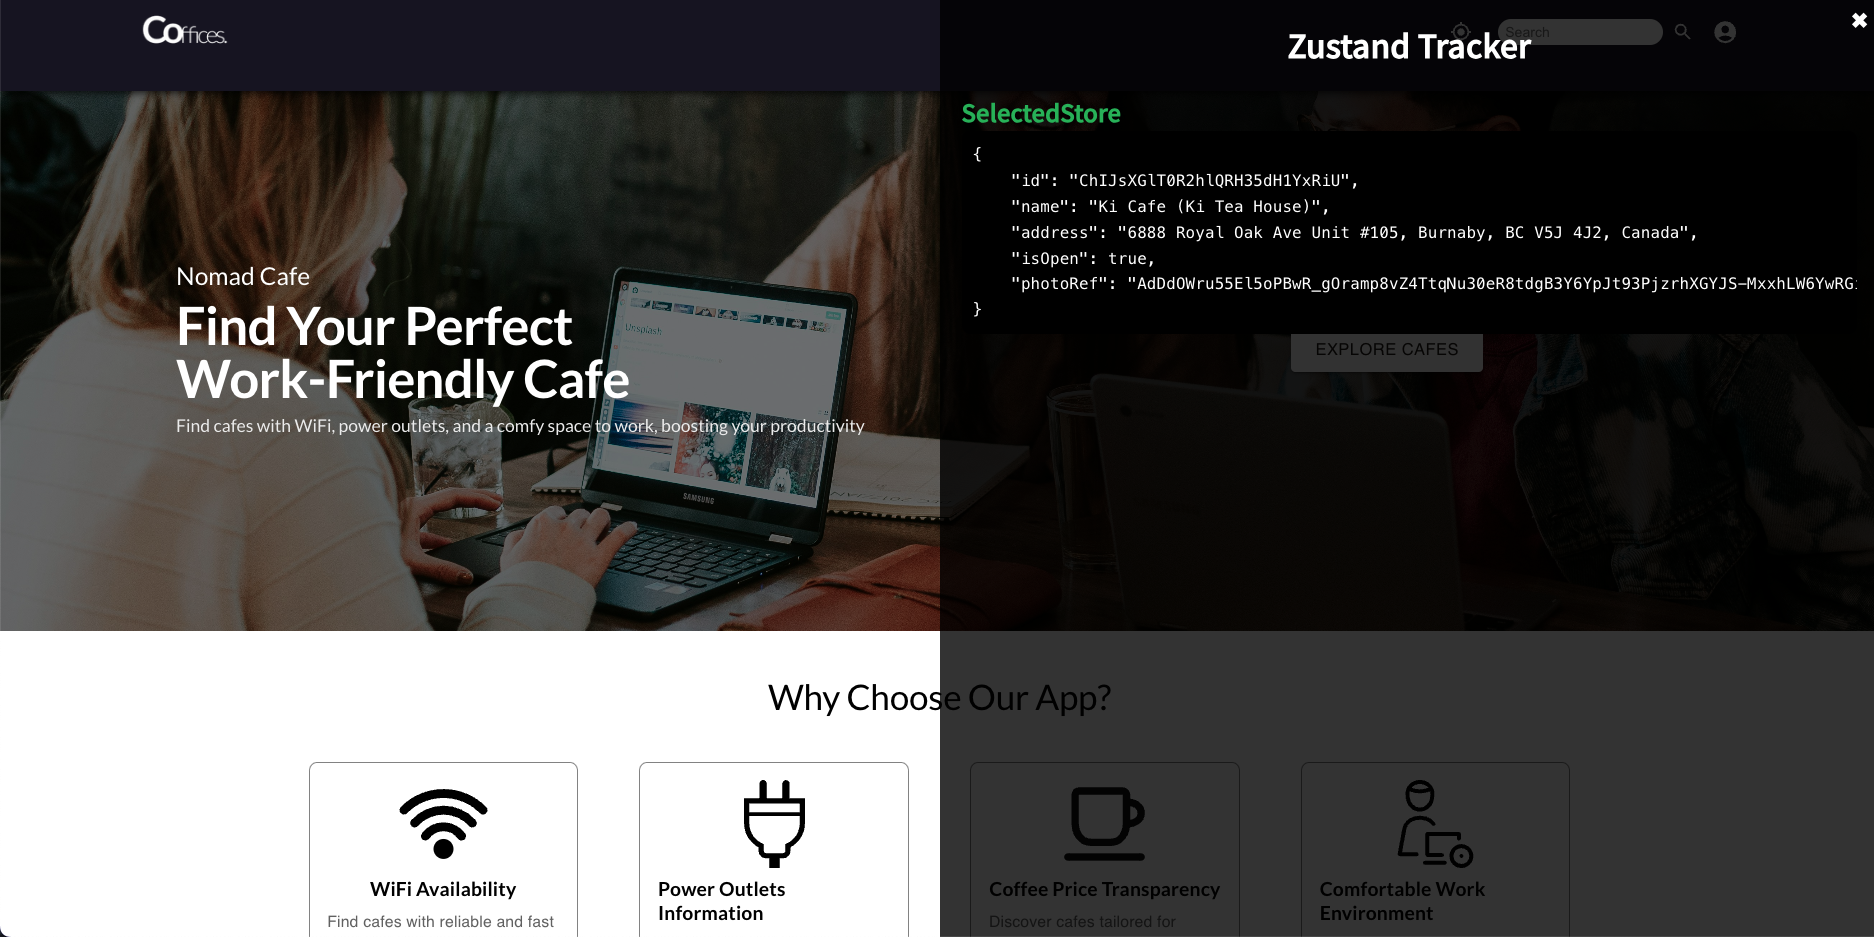 Coffices.
Search
✖
Zustand Tracker
SelectedStore
{
"id": "ChIJsXGlT0R2hlQRH35dH1YxRiU",
"name": "Ki Cafe (Ki Tea House)",
"address": "6888 Royal Oak Ave Unit #105, Burnaby, BC V5J 4J2, Canada",
"isOpen": true,
"photoRef": "AdDdOWru55El5oPBwR_gOramp8vZ4TtqNu30eR8tdgB3Y6YpJt93PjzrhXGYJS-MxxhLW6YwRG
}
Nomad Cafe
Find Your Perfect
Work-Friendly Cafe
Find cafes with WiFi, power outlets, and a comfy space to work, boosting your productivity
EXPLORE CAFES
Unsplash
SAMSUNG
Why Choose Our App?
WiFi Availability
Find cafes with reliable and fast
Power Outlets
Information
Coffee Price Transparency
Discover cafes tailored for
Comfortable Work
Environment